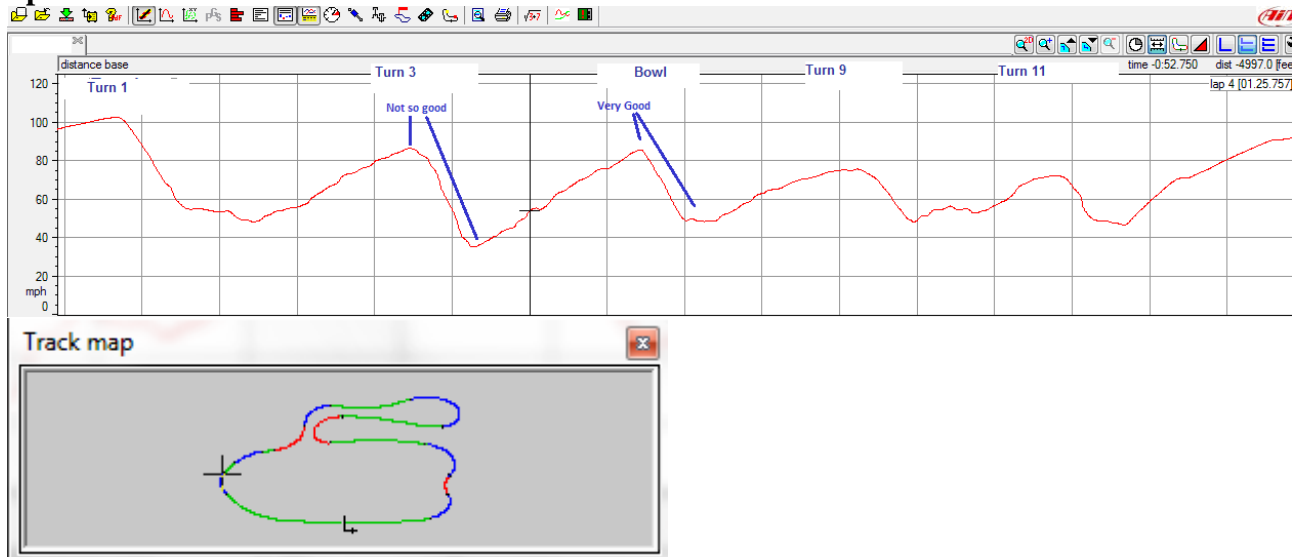 distance base
time -0:52.750 dist -4997.0 [fee
lap 4 [01.25.757]
Turn 1
Turn 3
Bowl
Turn 9
Turn 11
Not so good
Very Good
120
100
80
60
40
20
mph
0
Track map